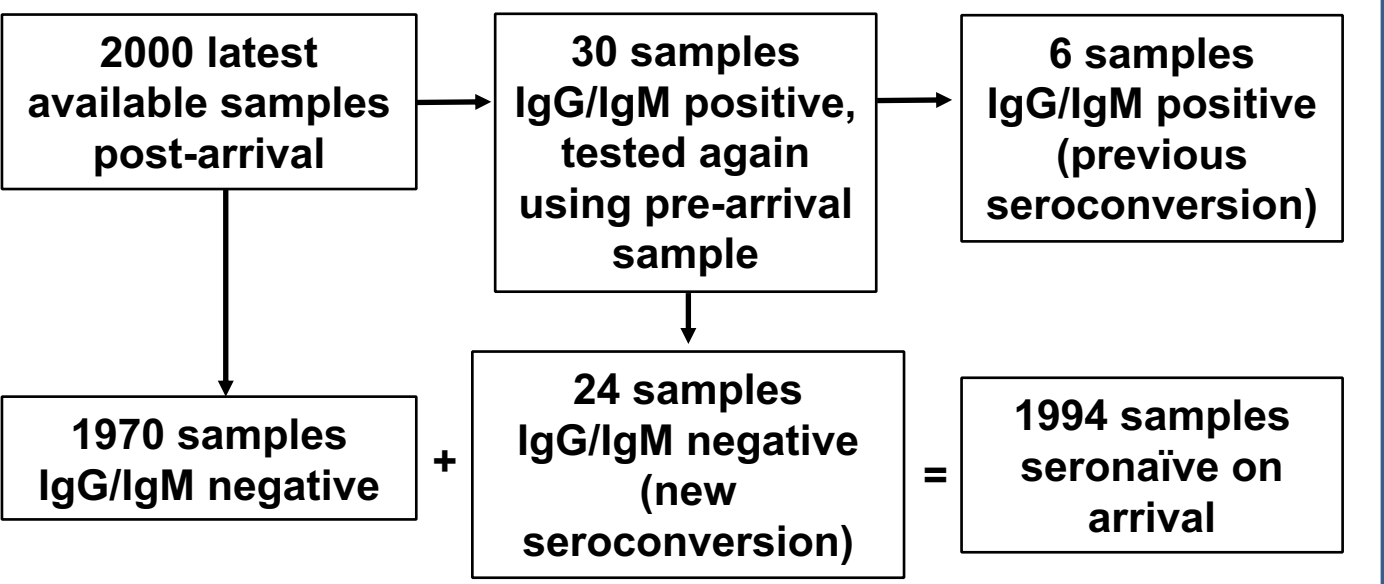 2000 latest
available samples
post-arrival
30 samples
IgG/IgM positive,
tested again
using pre-arrival
sample
6 samples
IgG/IgM positive
(previous
seroconversion)
1970 samples
IgG/IgM negative
+
24 samples
IgG/IgM negative
(new
seroconversion)
=
1994 samples
seronaïve on
arrival